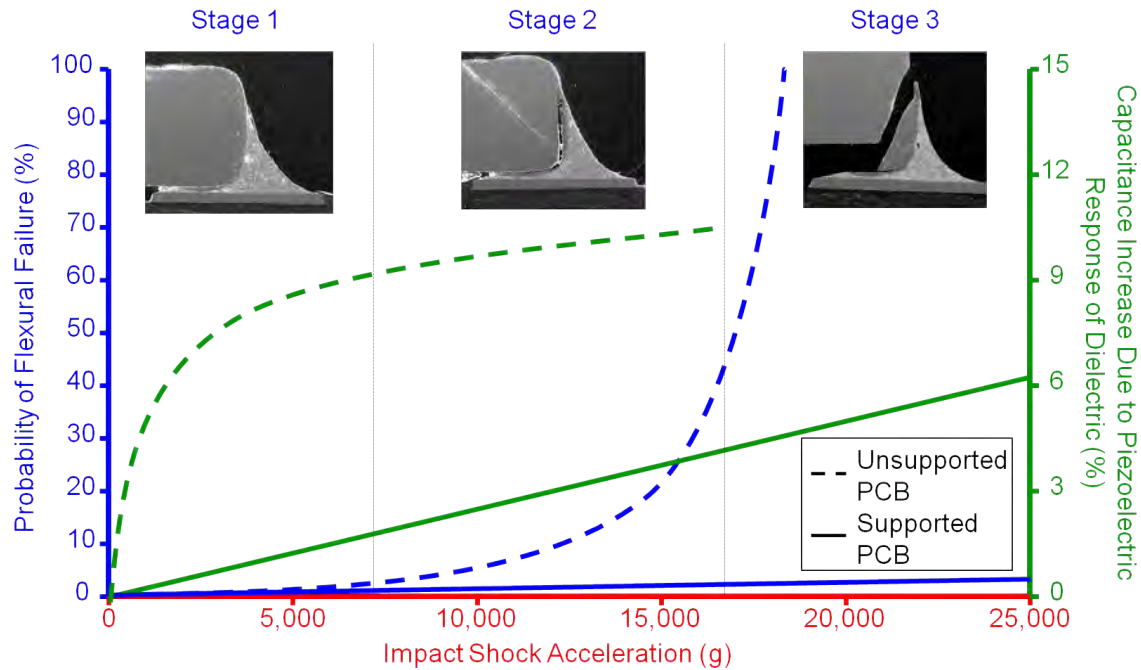 Stage 1
Stage 2
Stage 3
Probability of Flexural Failure (%)
100
90
80
70
60
50
40
30
20
10
0
15
12
9
6
3
0
Capacitance Increase Due to Piezoelectric
Response of Dielectric (%)
Unsupported
PCB
Supported
PCB
0
5,000
10,000
15,000
20,000
25,000
Impact Shock Acceleration (g)